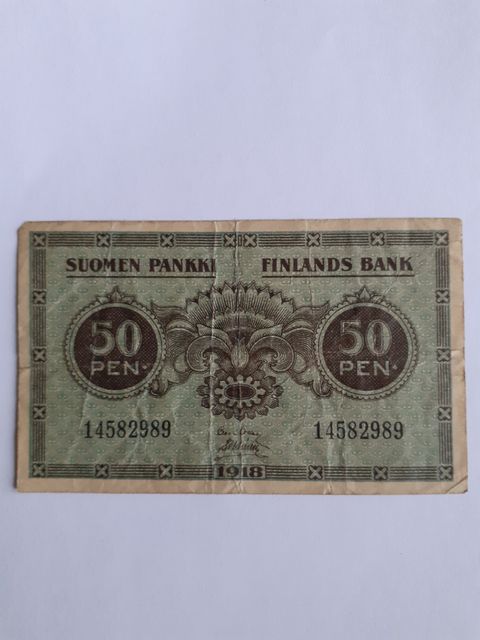 SUOMEN PANKKI FINLANDS BANK
50 50
PEN. PEN.
14582989 14582989
1918